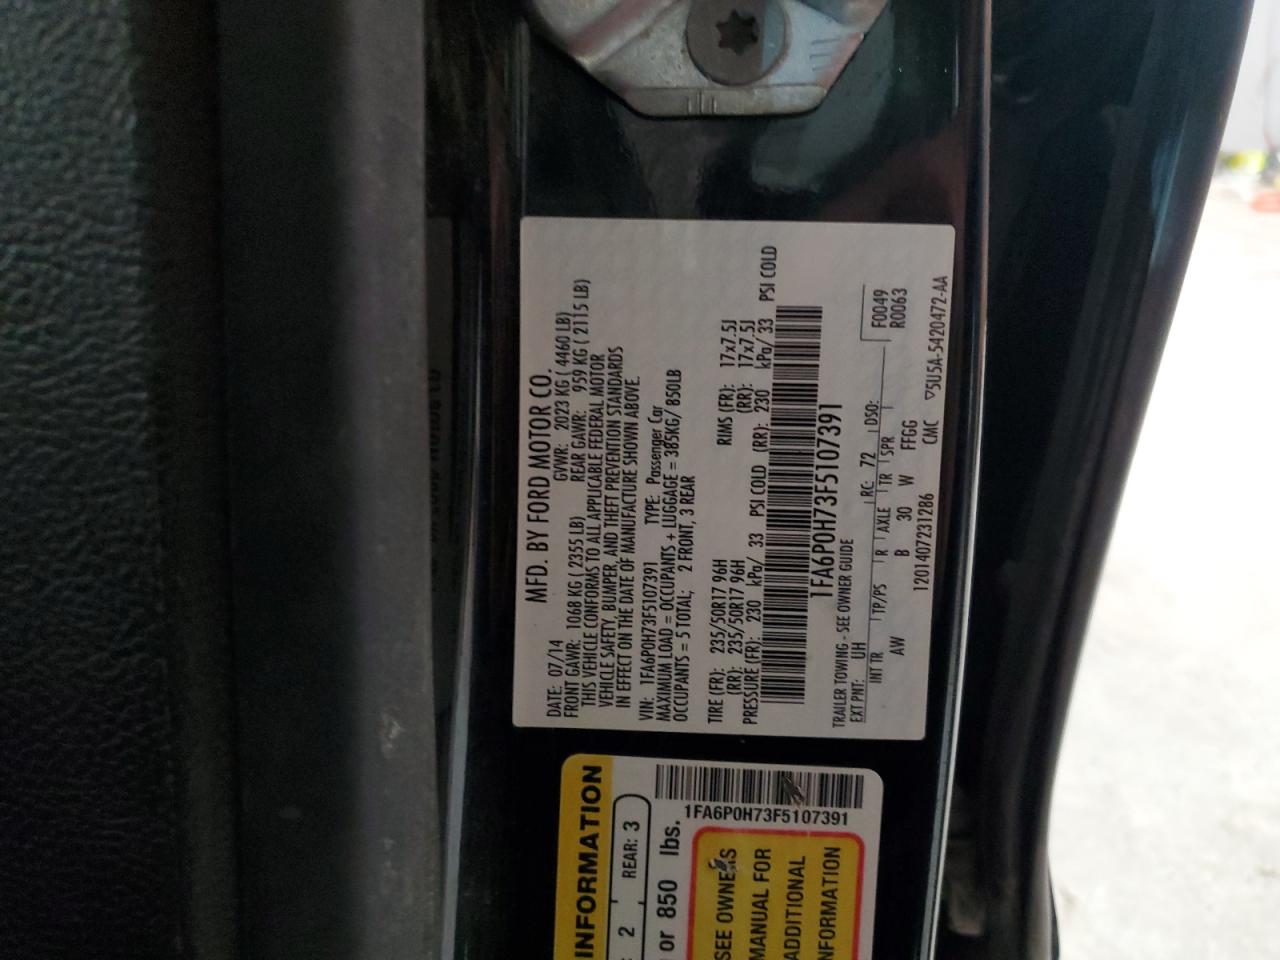 MFD. BY FORD MOTOR CO.
DATE: 07/14 GVWR: 2023 KG ( 4460 LB)
FRONT GAWR: 1068 KG ( 2355 LB) REAR GAWR: 959 KG ( 2115 LB)
THIS VEHICLE CONFORMS TO ALL APPLICABLE FEDERAL MOTOR
VEHICLE SAFETY, BUMPER, AND THEFT PREVENTION STANDARDS
IN EFFECT ON THE DATE OF MANUFACTURE SHOWN ABOVE.
VIN: 1FA6P0H73F5107391 TYPE: Passenger Car
MAXIMUM LOAD = OCCUPANTS + LUGGAGE = 385KG/ 850LB
OCCUPANTS = 5 TOTAL; 2 FRONT, 3 REAR
TIRE (FR): 235/50R17 96H RIMS (FR): 17x7.5J
(RR): 235/50R17 96H (RR): 17x7.5J
PRESSURE (FR): 230 kPa/ 33 PSI COLD (RR): 230 kPa/ 33 PSI COLD
1FA6P0H73F5107391
TRAILER TOWING - SEE OWNER GUIDE
EXT PNT: UH RC: 72 DSO: F0049
R0063
INT TR TP/PS R AXLE TR SPR
AW B 30 W FFGG
1201407231286 CMC ▽5U5A-5420472-AA
INFORMATION
2 REAR: 3
or 850 lbs.
1FA6P0H73F5107391
SEE OWNERS
MANUAL FOR
ADDITIONAL
INFORMATION